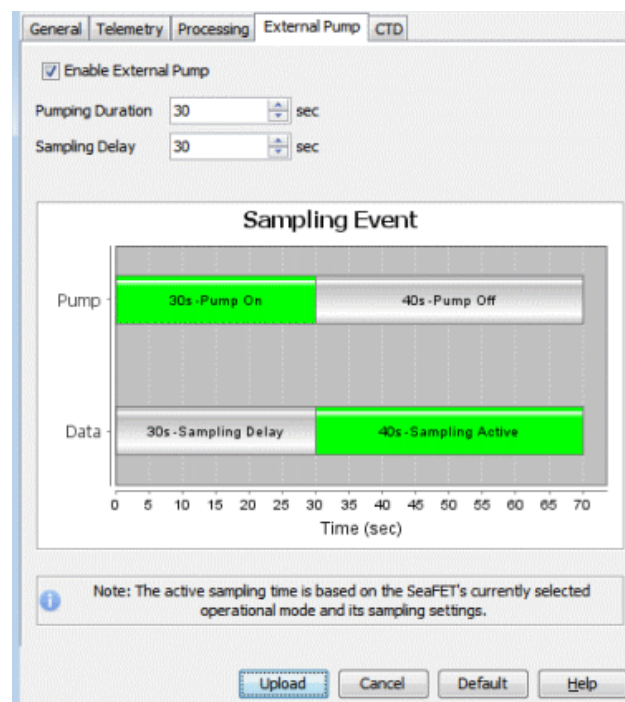 General Telemetry Processing External Pump CTD
Enable External Pump
Pumping Duration 30 sec
Sampling Delay 30 sec
Sampling Event
Pump 30s-Pump On 40s-Pump Off
Data 30s-Sampling Delay 40s-Sampling Active
0 5 10 15 20 25 30 35 40 45 50 55 60 65 70
Time (sec)
Note: The active sampling time is based on the SeaFET's currently selected
operational mode and its sampling settings.
Upload Cancel Default Help